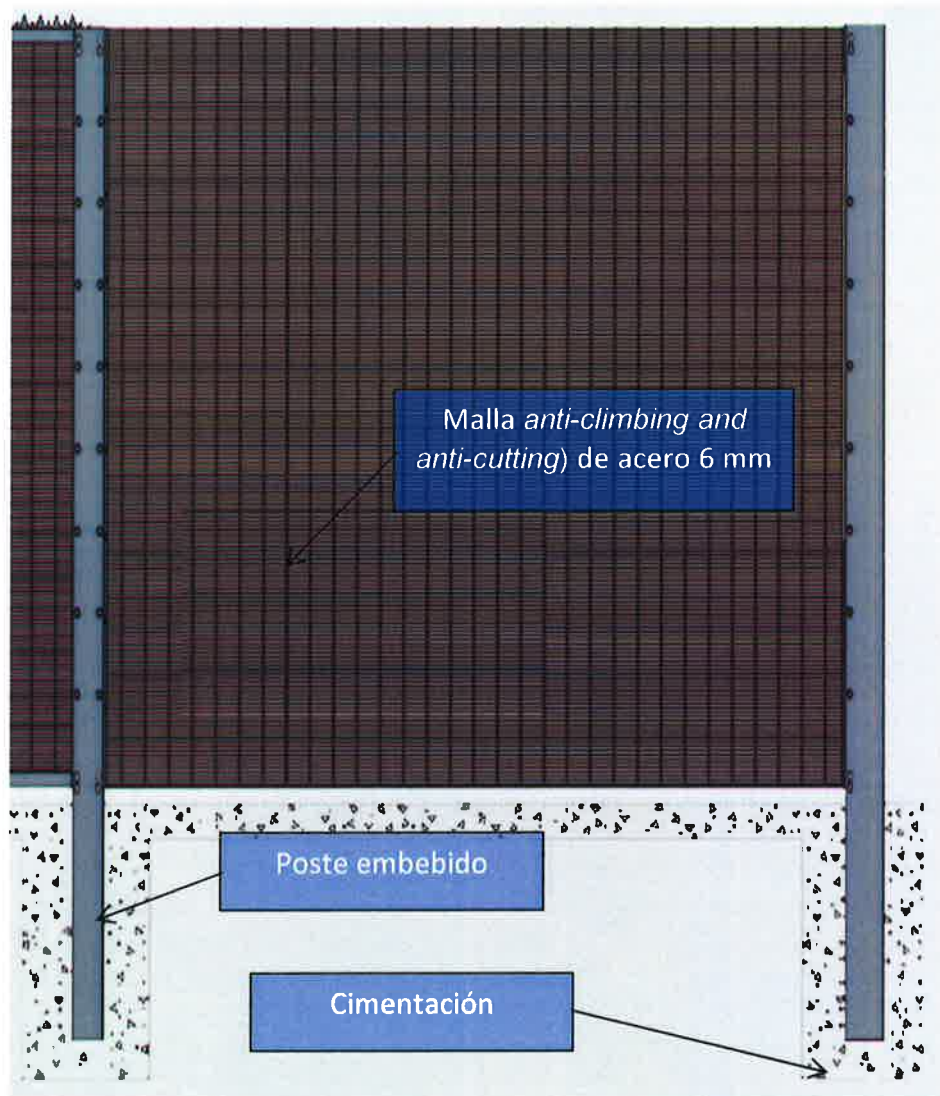 Malla anti-climbing and
anti-cutting) de acero 6 mm
Poste embebido
Cimentación